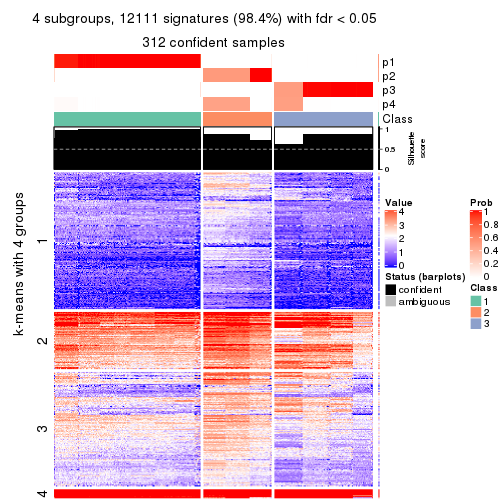 4 subgroups, 12111 signatures (98.4%) with fdr < 0.05
312 confident samples
p1
p2
p3
p4
Class
1
0.5
0
Silhouette
score
k-means with 4 groups
1
2
3
4
Value
4
3
2
1
0
Status (barplots)
confident
ambiguous
Prob
1
0.8
0.6
0.4
0.2
0
Class
1
2
3